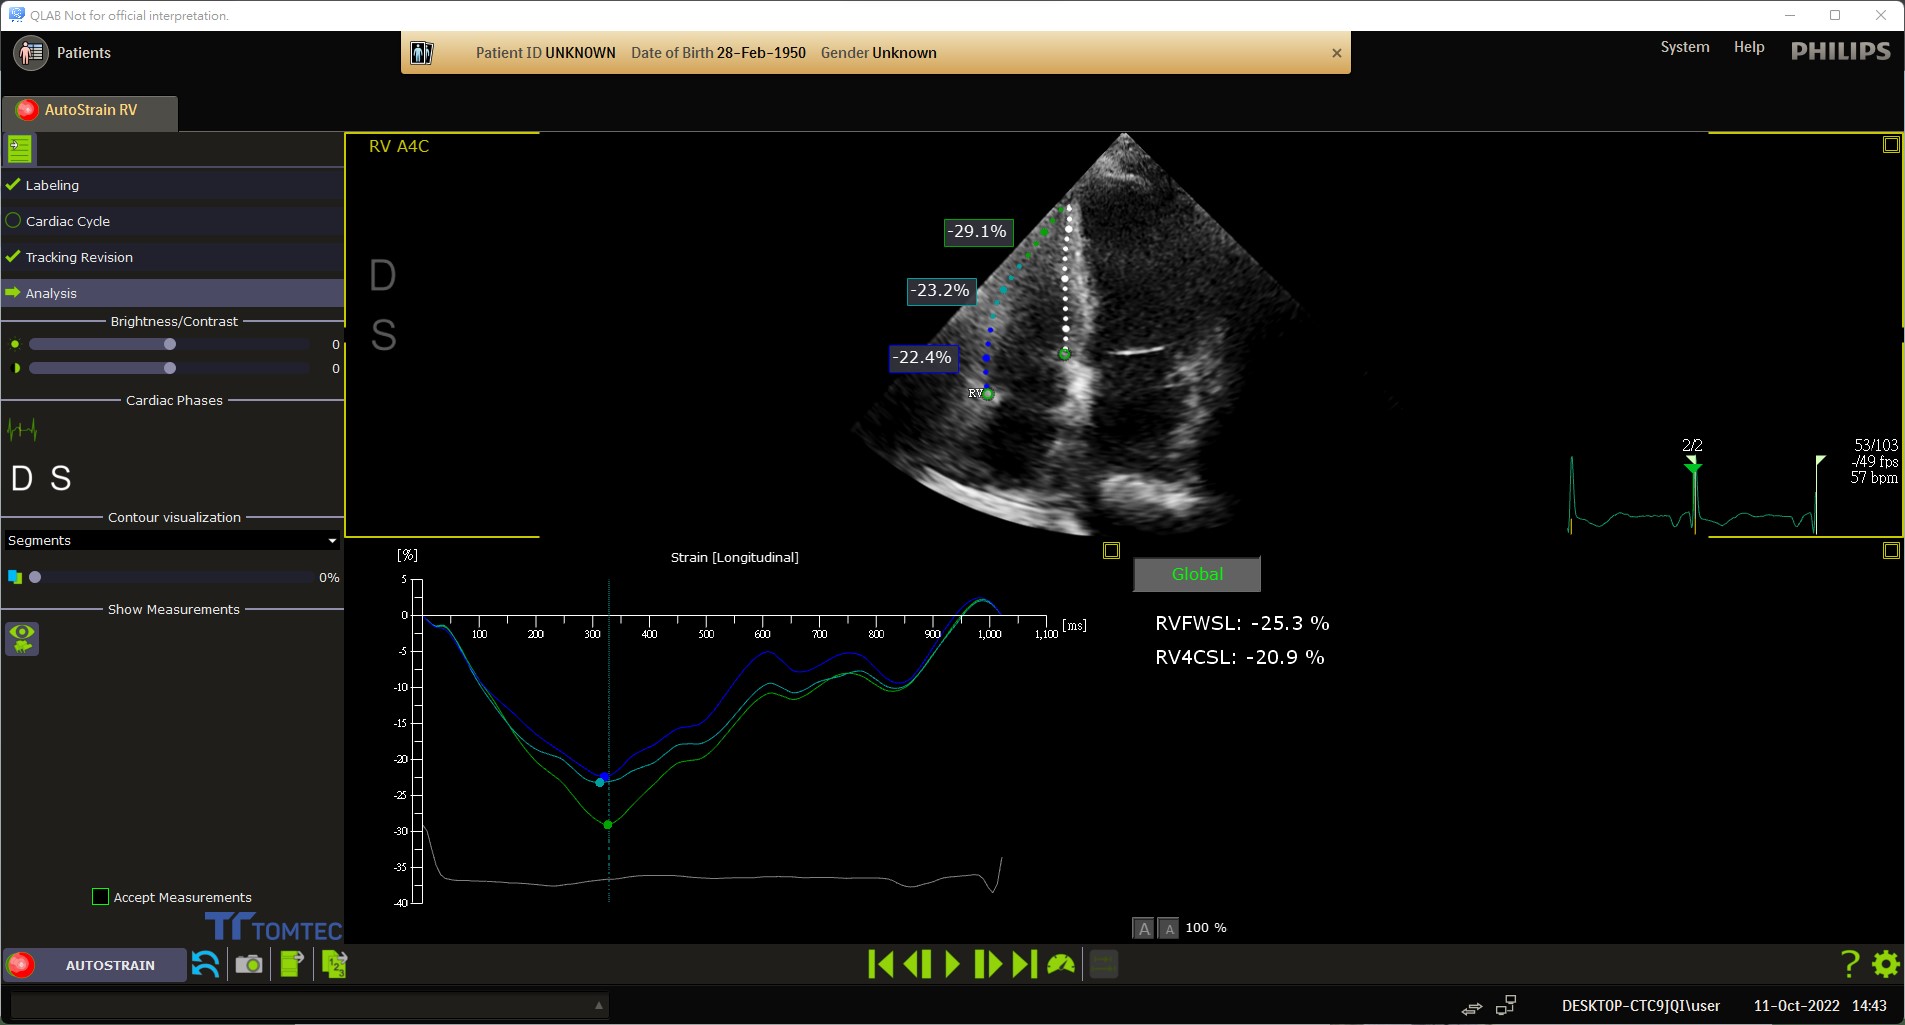 QLAB Not for official interpretation.
Patients
Patient ID UNKNOWN Date of Birth 28-Feb-1950 Gender Unknown
System Help PHILIPS
AutoStrain RV
Labeling
Cardiac Cycle
Tracking Revision
Analysis
Brightness/Contrast
0
0
Cardiac Phases
D S
Contour visualization
Segments
0%
Show Measurements
Accept Measurements
TOMTEC
RV A4C
D
S
-29.1%
-23.2%
-22.4%
RV
2/2
53/103
-/49 fps
57 bpm
[%]
Strain [Longitudinal]
5
0
-5
-10
-15
-20
-25
-30
-35
-40
100 200 300 400 500 600 700 800 900 1,000 1,100 [ms]
Global
RVFWSL: -25.3 %
RV4CSL: -20.9 %
A A 100 %
AUTOSTRAIN
1 2 3
?
DESKTOP-CTC9JQI\user 11-Oct-2022 14:43